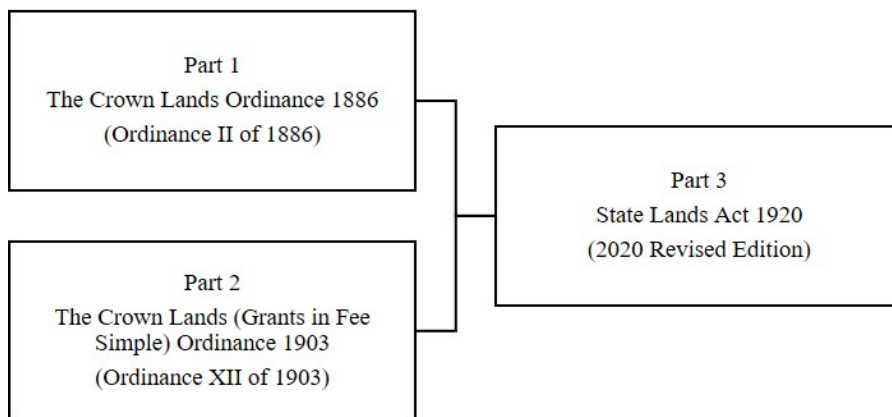 Part 1
The Crown Lands Ordinance 1886
(Ordinance II of 1886)
Part 2
The Crown Lands (Grants in Fee
Simple) Ordinance 1903
(Ordinance XII of 1903)
Part 3
State Lands Act 1920
(2020 Revised Edition)